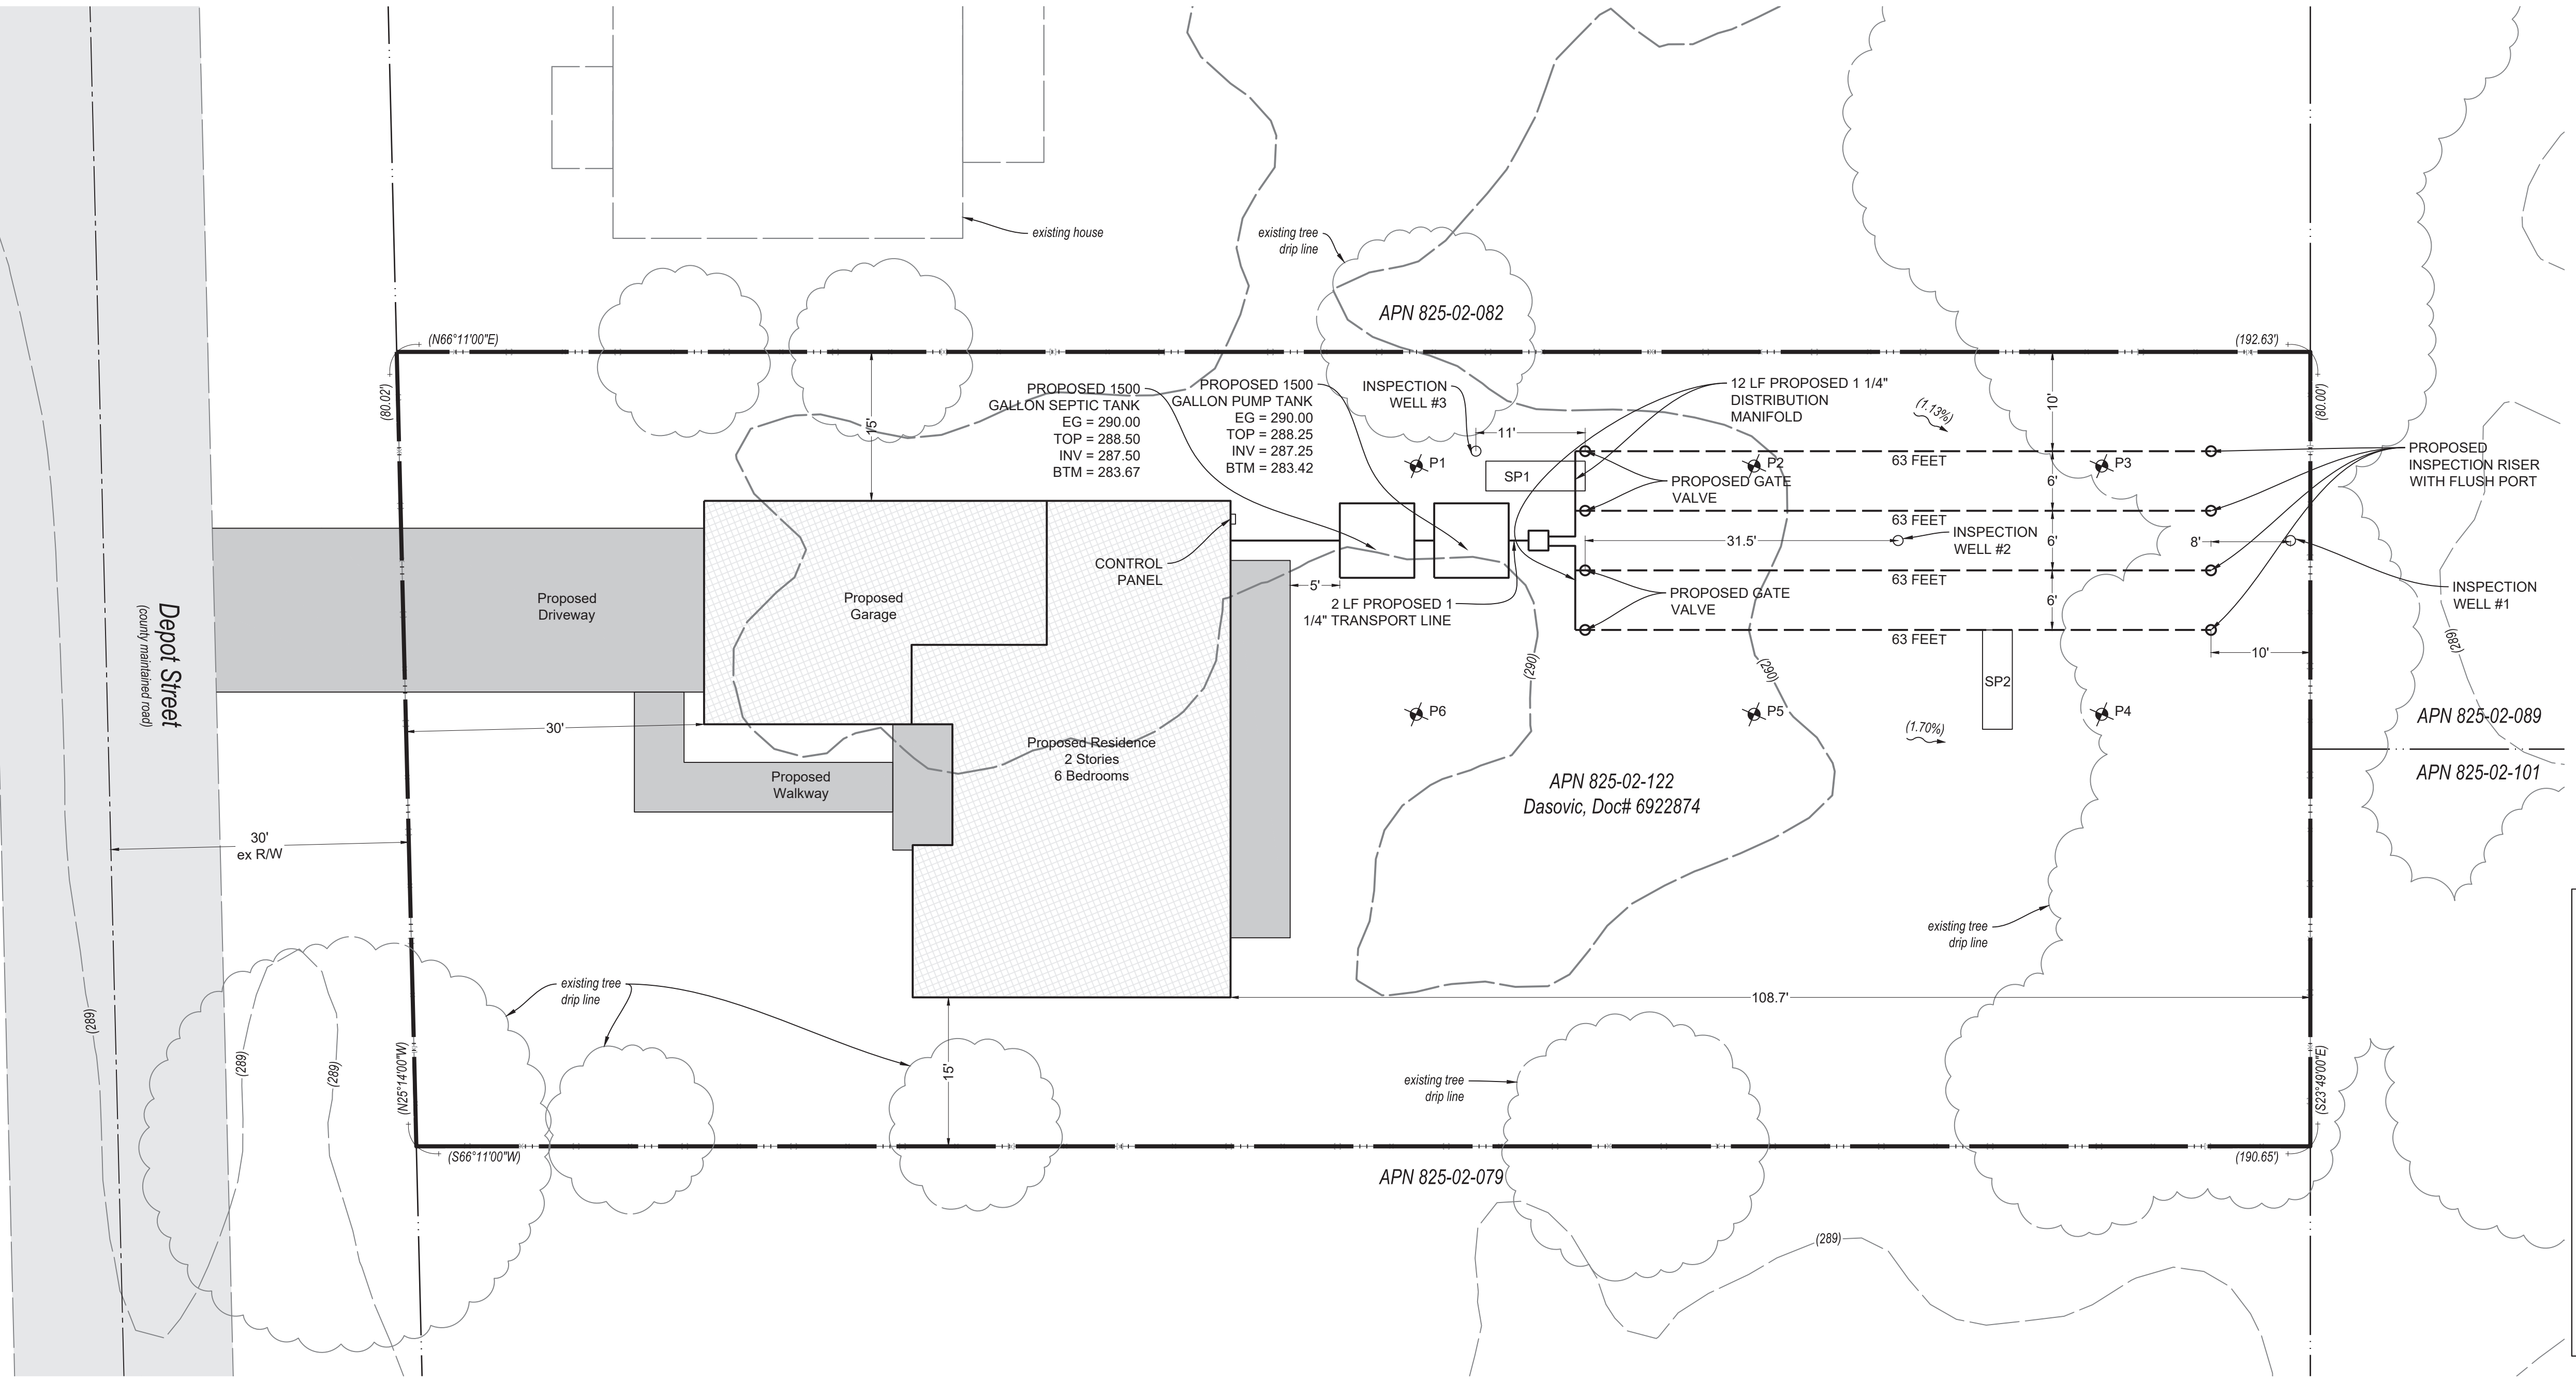 existing house
existing tree
drip line
APN 825-02-082
(N66°11'00"E)
(192.63')
(80.02')
(80.00')
15'
PROPOSED 1500
GALLON SEPTIC TANK
EG = 290.00
TOP = 288.50
INV = 287.50
BTM = 283.67
PROPOSED 1500
GALLON PUMP TANK
EG = 290.00
TOP = 288.25
INV = 287.25
BTM = 283.42
INSPECTION
WELL #3
11'
12 LF PROPOSED 1 1/4"
DISTRIBUTION
MANIFOLD
(1.13%)
10'
P1
SP1
P2
P3
63 FEET
6'
PROPOSED GATE
VALVE
PROPOSED
INSPECTION RISER
WITH FLUSH PORT
63 FEET
31.5'
INSPECTION
WELL #2
6'
8'
CONTROL
PANEL
63 FEET
5'
2 LF PROPOSED 1
1/4" TRANSPORT LINE
PROPOSED GATE
VALVE
6'
INSPECTION
WELL #1
63 FEET
10'
Proposed
Driveway
Proposed
Garage
Depot Street
(county maintained road)
(290)
(290)
(289)
SP2
P6
P5
P4
(1.70%)
30'
Proposed Residence
2 Stories
6 Bedrooms
Proposed
Walkway
APN 825-02-122
Dasovic, Doc# 6922874
APN 825-02-089
APN 825-02-101
30'
ex R/W
existing tree
drip line
existing tree
drip line
108.7'
(289)
(289)
(289)
(N25°14'00"W)
15'
existing tree
drip line
(S23°49'00"E)
(S66°11'00"W)
(190.65')
APN 825-02-079
(289)